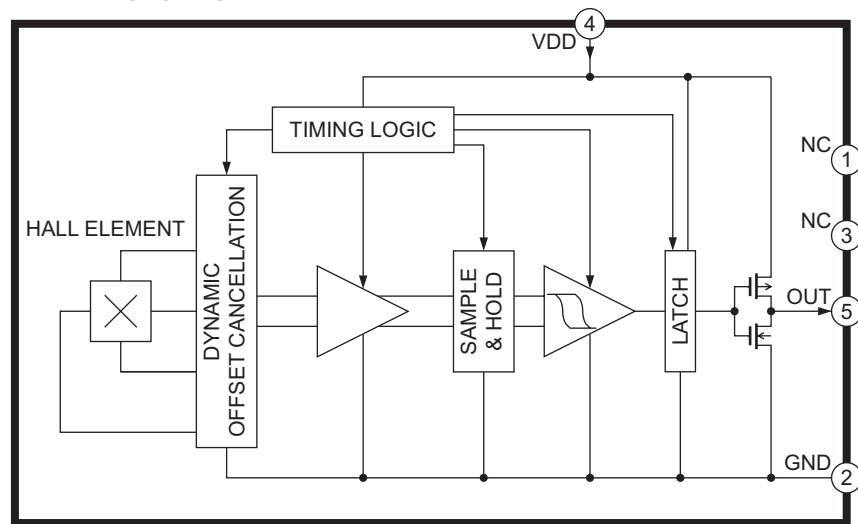 4
VDD
TIMING LOGIC
NC
1
HALL ELEMENT
NC
3
DYNAMIC
OFFSET CANCELLATION
SAMPLE
& HOLD
LATCH
OUT
5
GND
2